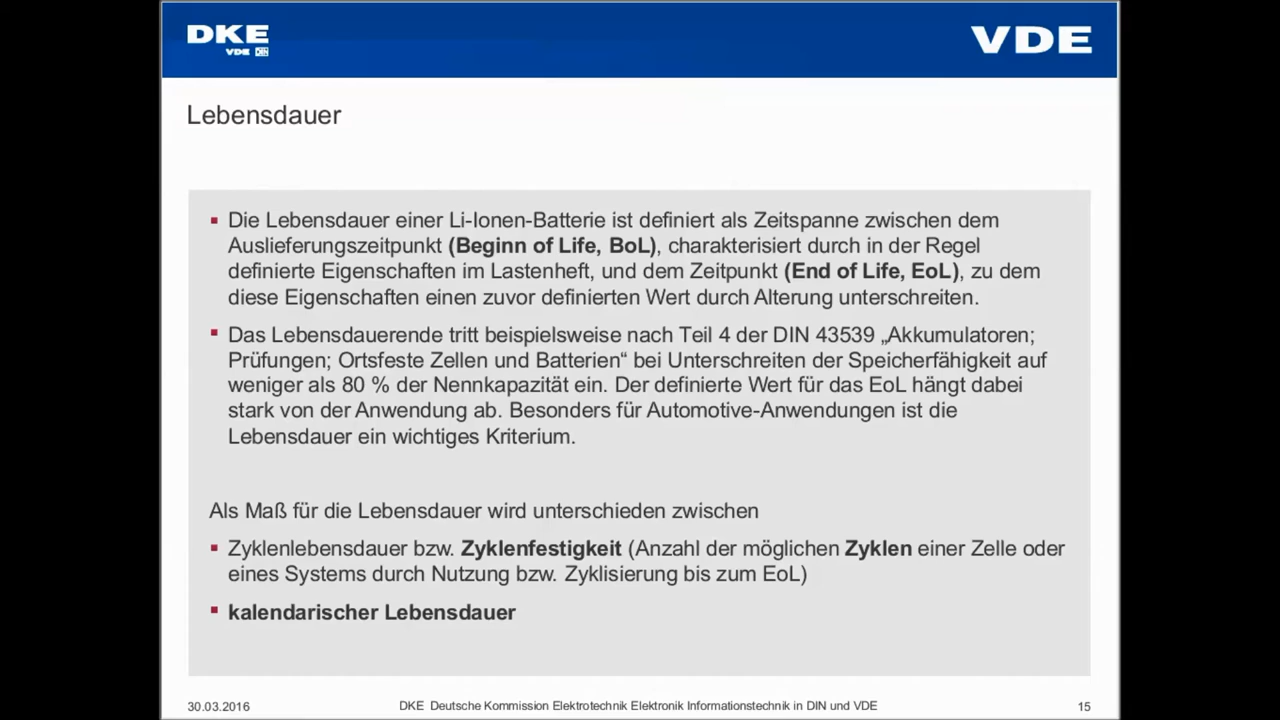 DKE
VDE DIN
VDE
Lebensdauer
▪ Die Lebensdauer einer Li-Ionen-Batterie ist definiert als Zeitspanne zwischen dem
Auslieferungszeitpunkt (Beginn of Life, BoL), charakterisiert durch in der Regel
definierte Eigenschaften im Lastenheft, und dem Zeitpunkt (End of Life, EoL), zu dem
diese Eigenschaften einen zuvor definierten Wert durch Alterung unterschreiten.
▪ Das Lebensdauerende tritt beispielsweise nach Teil 4 der DIN 43539 „Akkumulatoren;
Prüfungen; Ortsfeste Zellen und Batterien“ bei Unterschreiten der Speicherfähigkeit auf
weniger als 80 % der Nennkapazität ein. Der definierte Wert für das EoL hängt dabei
stark von der Anwendung ab. Besonders für Automotive-Anwendungen ist die
Lebensdauer ein wichtiges Kriterium.
Als Maß für die Lebensdauer wird unterschieden zwischen
▪ Zyklenlebensdauer bzw. Zyklenfestigkeit (Anzahl der möglichen Zyklen einer Zelle oder
eines Systems durch Nutzung bzw. Zyklisierung bis zum EoL)
▪ kalendarischer Lebensdauer
30.03.2016
DKE Deutsche Kommission Elektrotechnik Elektronik Informationstechnik in DIN und VDE
15